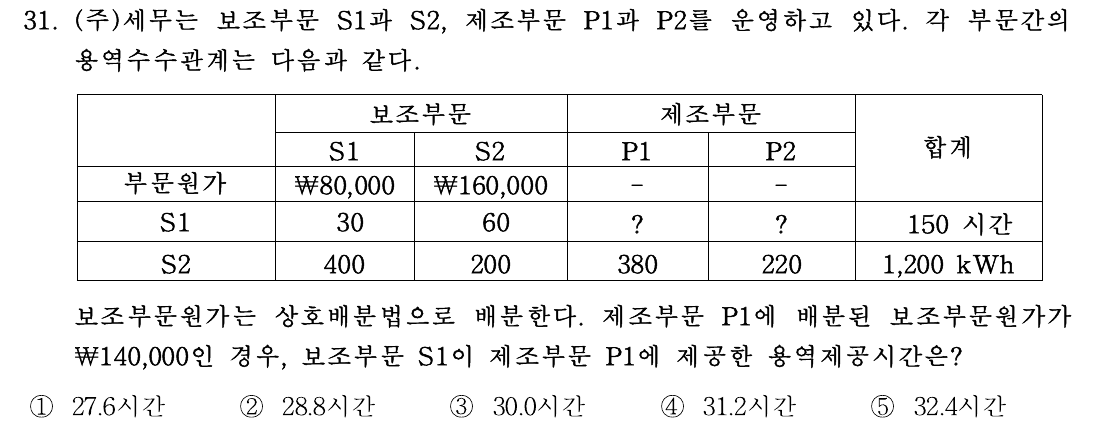 31. (주)세무는 보조부문 S1과 S2, 제조부문 P1과 P2를 운영하고 있다. 각 부문간의
용역수수관계는 다음과 같다.
보조부문 제조부문 합계
S1 S2 P1 P2
부문원가 ₩80,000 ₩160,000 - -
S1 30 60 ? ? 150 시간
S2 400 200 380 220 1,200 kWh
보조부문원가는 상호배분법으로 배분한다. 제조부문 P1에 배분된 보조부문원가가
₩140,000인 경우, 보조부문 S1이 제조부문 P1에 제공한 용역제공시간은?
① 27.6시간 ② 28.8시간 ③ 30.0시간 ④ 31.2시간 ⑤ 32.4시간